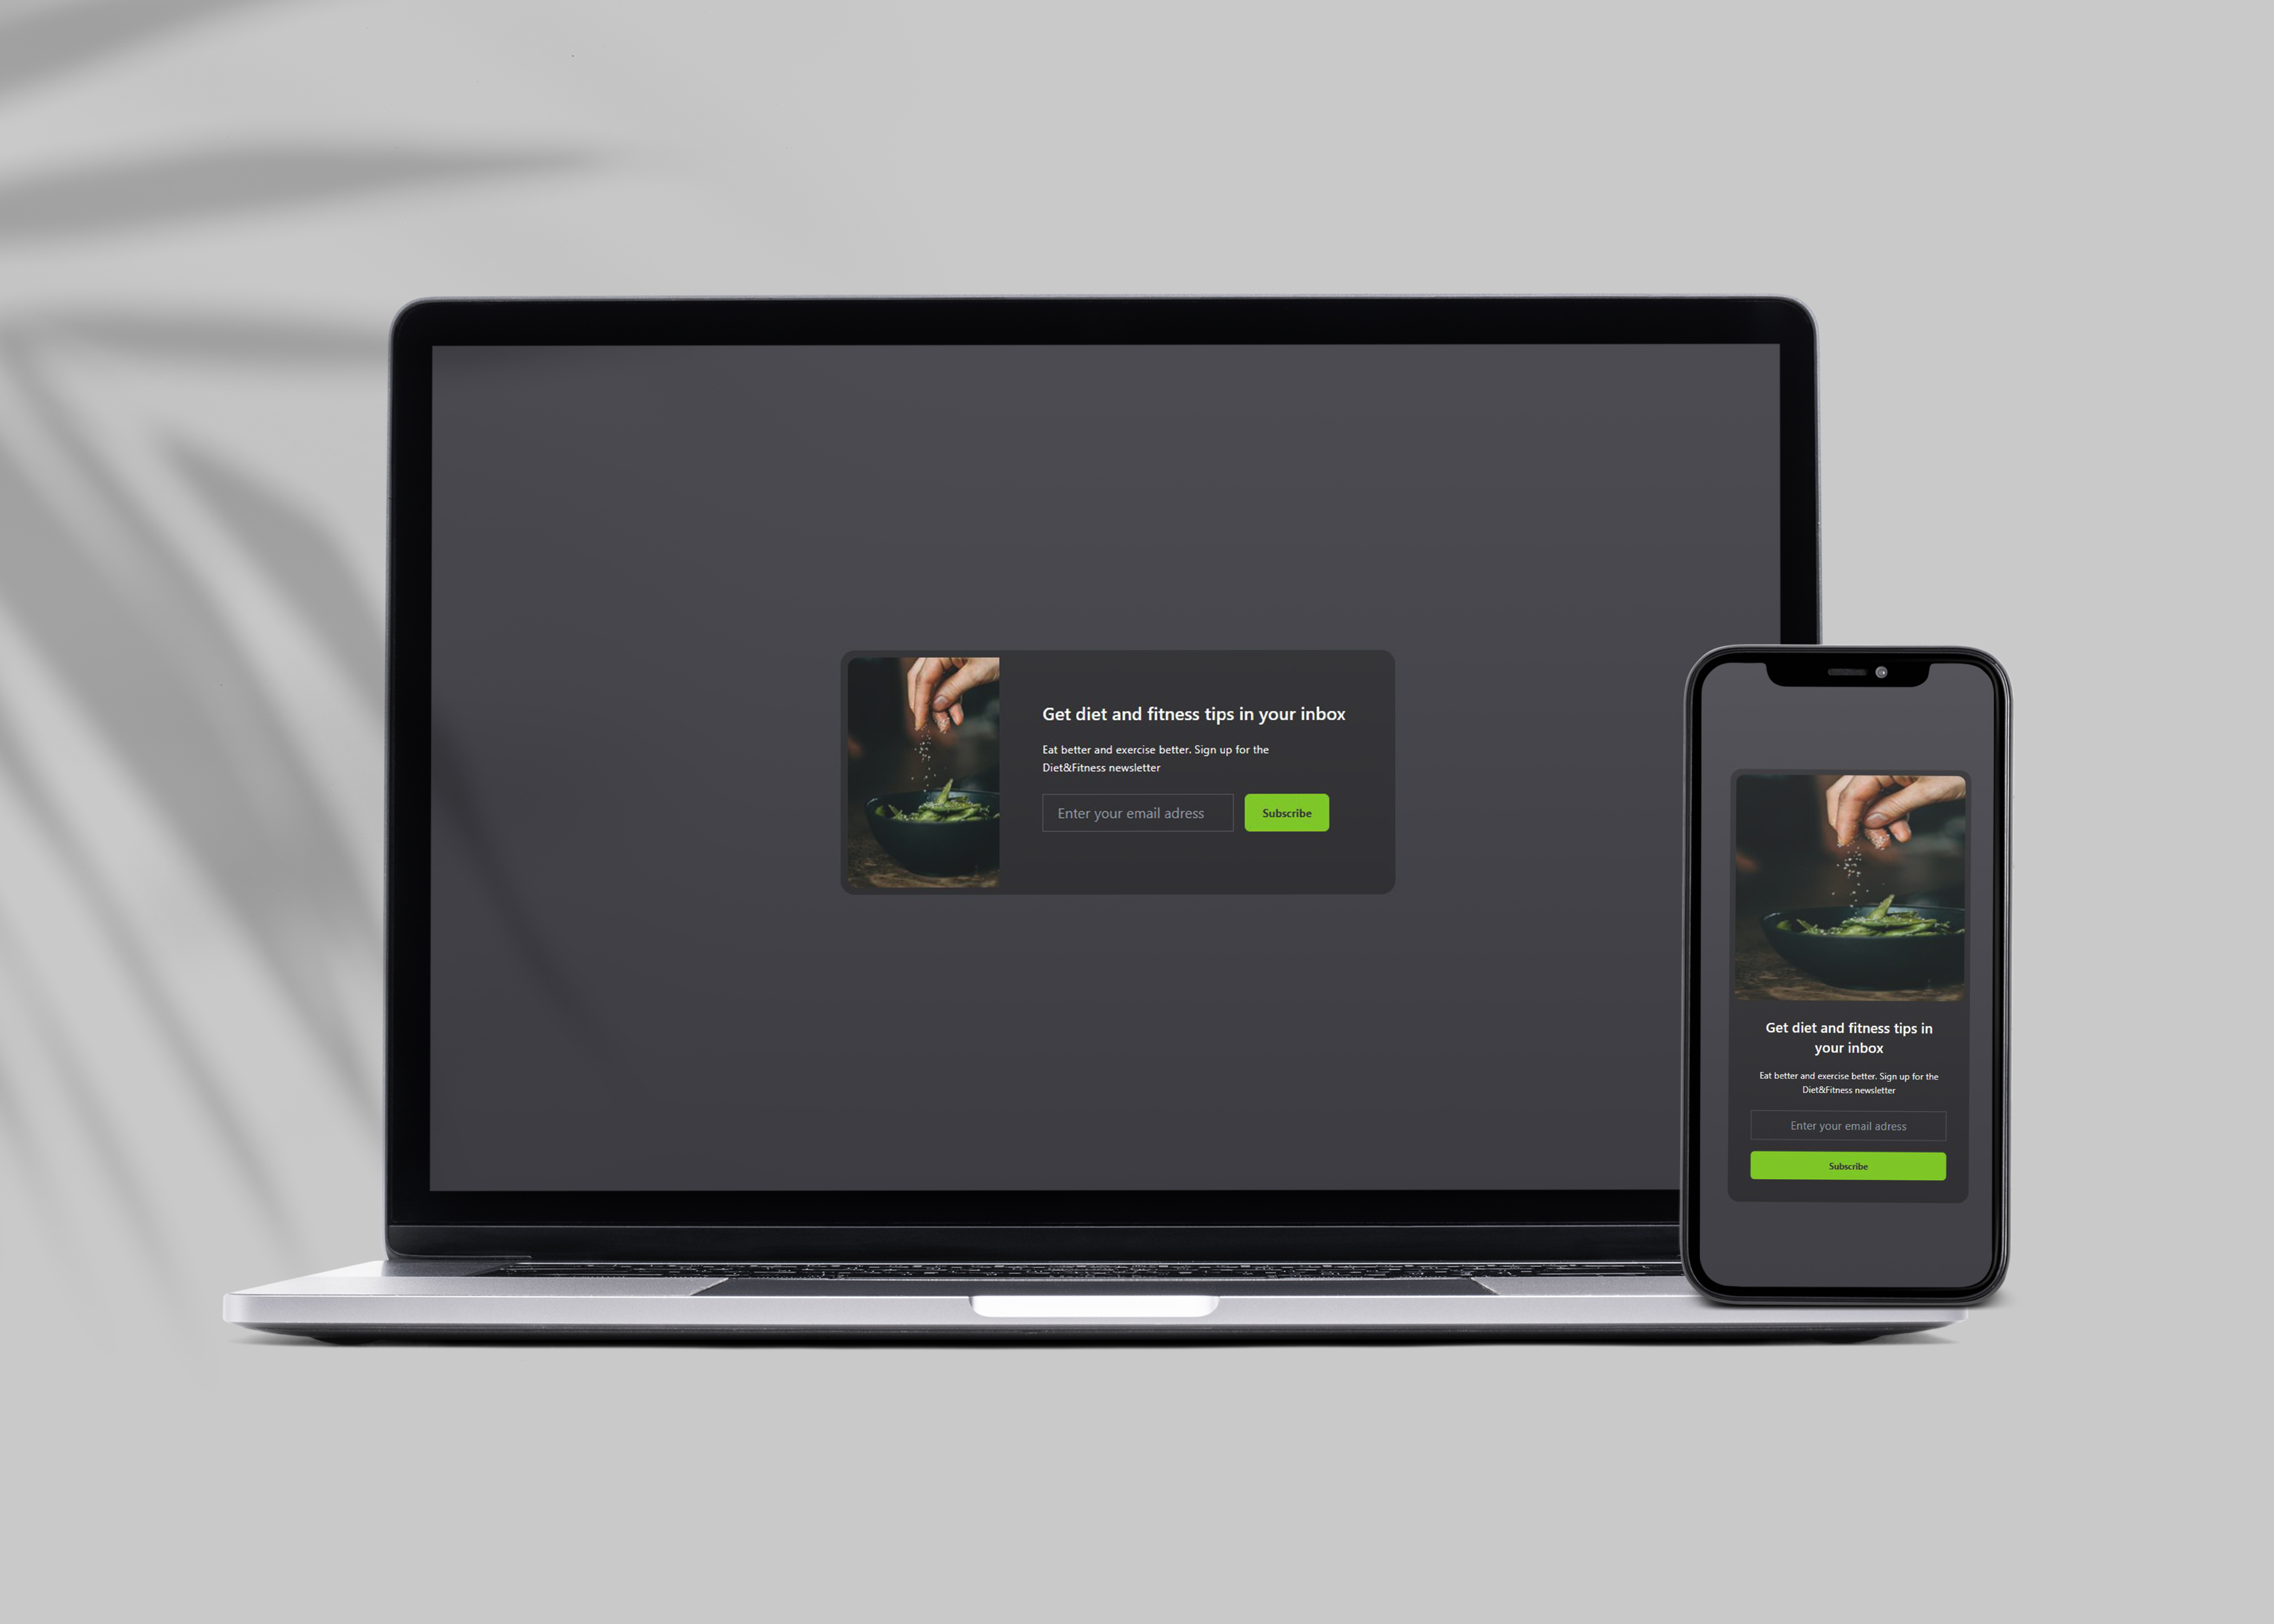 Get diet and fitness tips in your inbox
Eat better and exercise better. Sign up for the
Diet&Fitness newsletter
Enter your email adress
Subscribe
Get diet and fitness tips in
your inbox
Eat better and exercise better. Sign up for the
Diet&Fitness newsletter
Enter your email adress
Subscribe